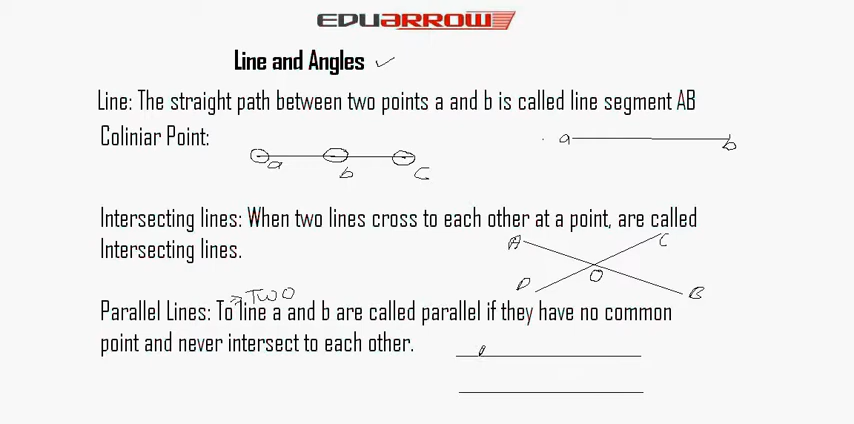 EDUARROW
Line and Angles
Line: The straight path between two points a and b is called line segment AB
Coliniar Point:
a b
a b C
Intersecting lines: When two lines cross to each other at a point, are called
Intersecting lines.
A C
D O B
TWO
Parallel Lines: To line a and b are called parallel if they have no common
point and never intersect to each other.